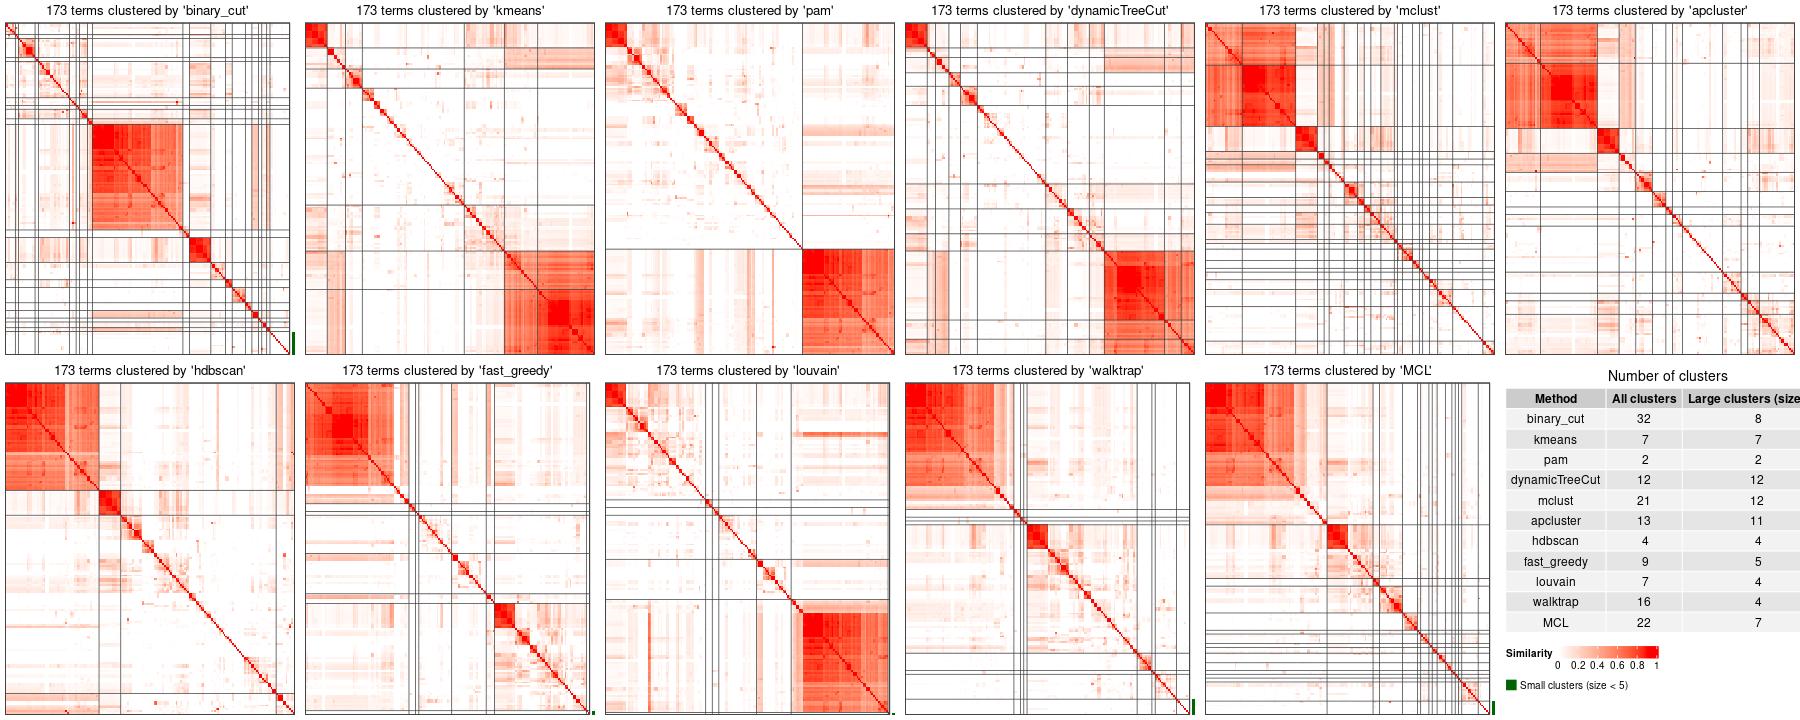 173 terms clustered by 'binary_cut'
173 terms clustered by 'kmeans'
173 terms clustered by 'pam'
173 terms clustered by 'dynamicTreeCut'
173 terms clustered by 'mclust'
173 terms clustered by 'apcluster'
173 terms clustered by 'hdbscan'
173 terms clustered by 'fast_greedy'
173 terms clustered by 'louvain'
173 terms clustered by 'walktrap'
173 terms clustered by 'MCL'
Number of clusters
Method All clusters Large clusters (size
binary_cut 32 8
kmeans 7 7
pam 2 2
dynamicTreeCut 12 12
mclust 21 12
apcluster 13 11
hdbscan 4 4
fast_greedy 9 5
louvain 7 4
walktrap 16 4
MCL 22 7
Similarity
0 0.2 0.4 0.6 0.8 1
Small clusters (size < 5)